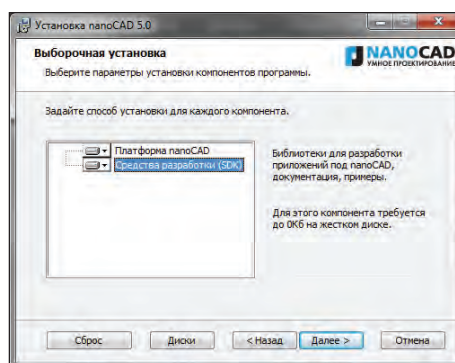 Установка nanoCAD 5.0
Выборочная установка
Выберите параметры установки компонентов программы.
NANOCAD
УМНОЕ ПРОЕКТИРОВАНИЕ
Задайте способ установки для каждого компонента.
Платформа nanoCAD
Средства разработки (SDK)
Библиотеки для разработки
приложений под nanoCAD,
документация, примеры.
Для этого компонента требуется
до 0Кб на жестком диске.
Сброс
Диски
< Назад
Далее >
Отмена